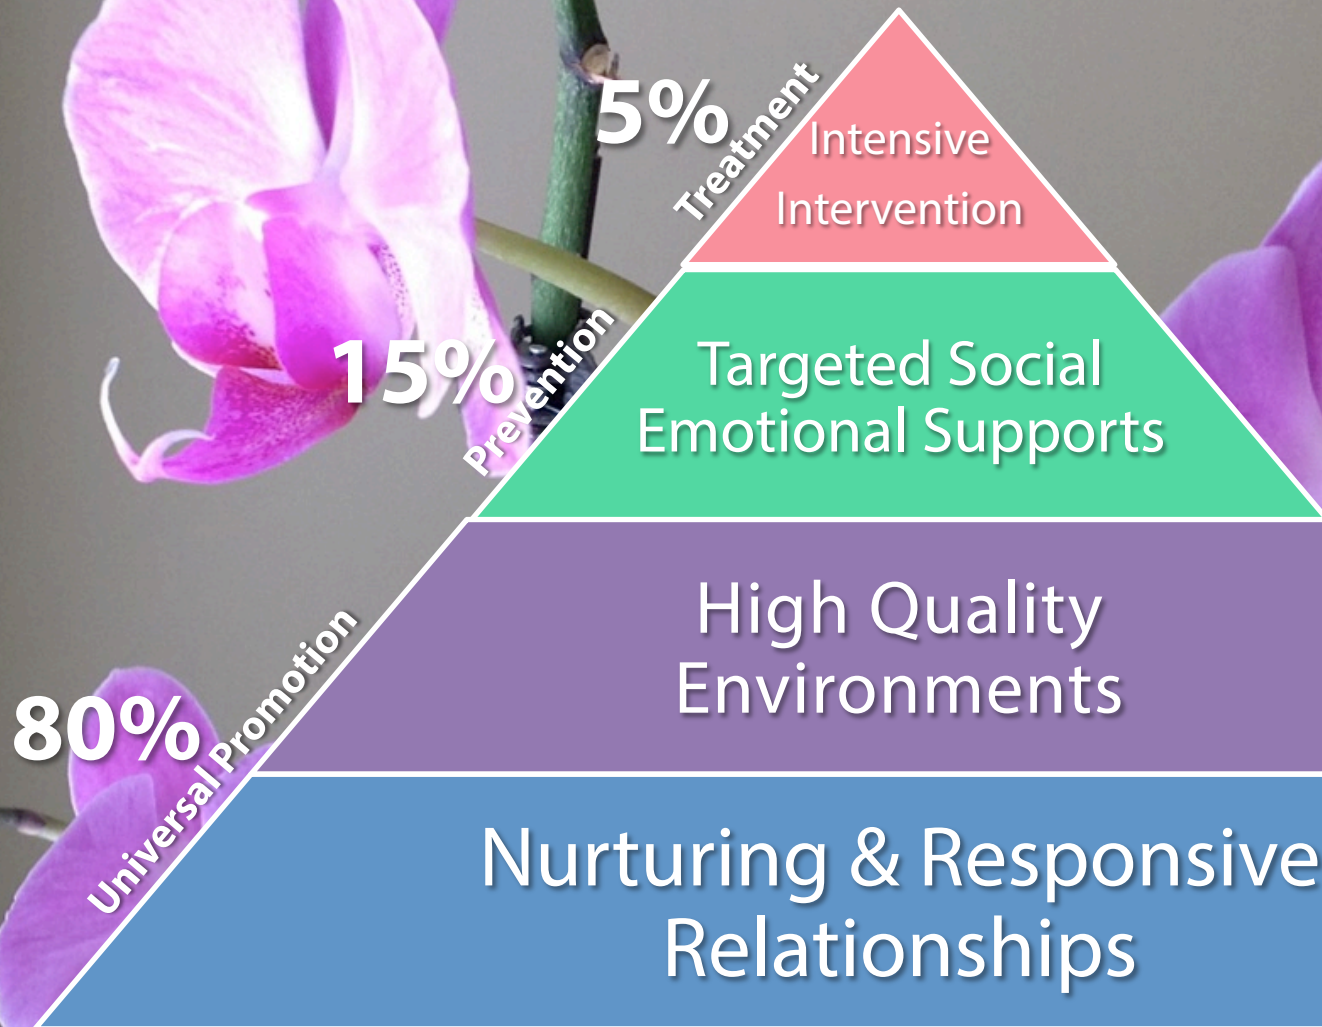 5%
Treatment
Intensive
Intervention
15%
Prevention
Targeted Social
Emotional Supports
80%
Universal Promotion
High Quality
Environments
Nurturing & Responsive
Relationships